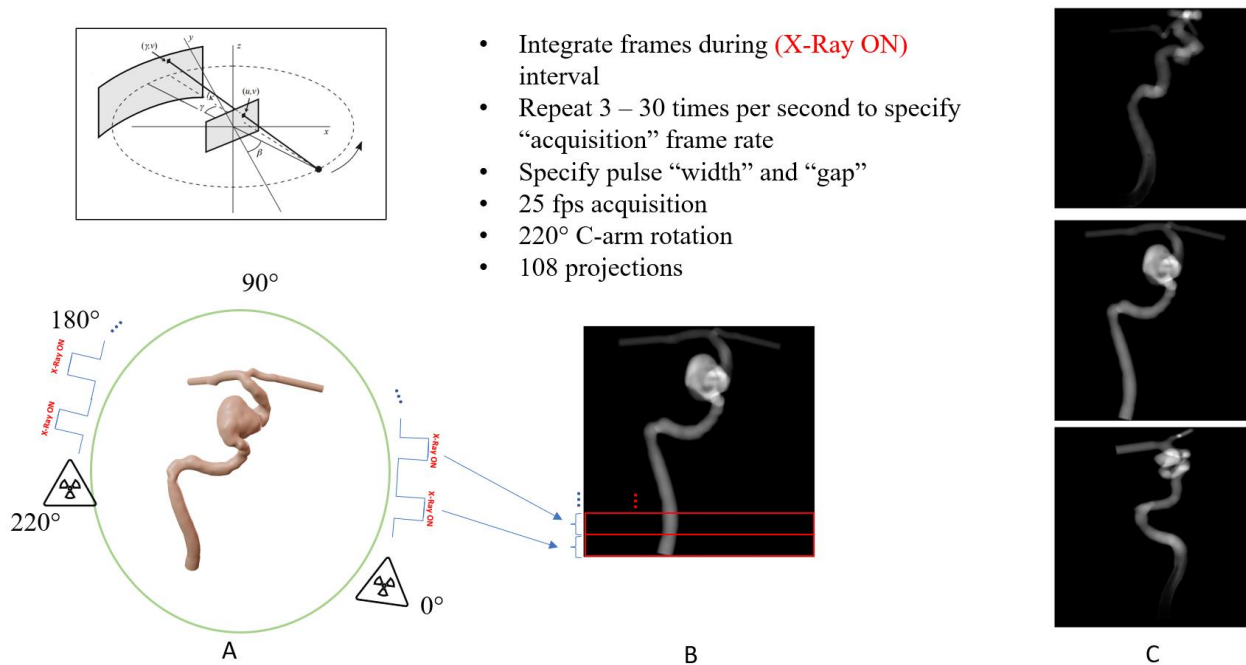 (γ,v)
y
z
(u,v)
γ
κ
x
β
• Integrate frames during (X-Ray ON)
interval
• Repeat 3 – 30 times per second to specify
“acquisition” frame rate
• Specify pulse “width” and “gap”
• 25 fps acquisition
• 220° C-arm rotation
• 108 projections
90°
180°
X-Ray ON
X-Ray ON
220°
X-Ray ON
X-Ray ON
0°
A
B
C